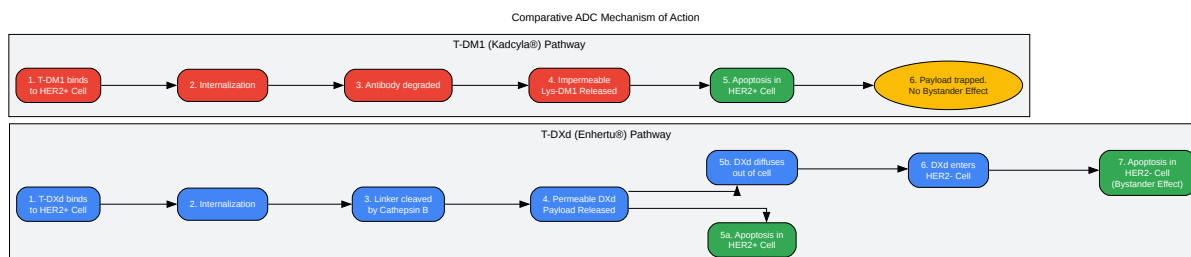 Comparative ADC Mechanism of Action
T-DM1 (Kadcyla®) Pathway
1. T-DM1 binds
to HER2+ Cell
2. Internalization
3. Antibody degraded
4. Impermeable
Lys-DM1 Released
5. Apoptosis in
HER2+ Cell
6. Payload trapped.
No Bystander Effect
T-DXd (Enhertu®) Pathway
1. T-DXd binds
to HER2+ Cell
2. Internalization
3. Linker cleaved
by Cathepsin B
4. Permeable DXd
Payload Released
5b. DXd diffuses
out of cell
6. DXd enters
HER2- Cell
7. Apoptosis in
HER2- Cell
(Bystander Effect)
5a. Apoptosis in
HER2+ Cell